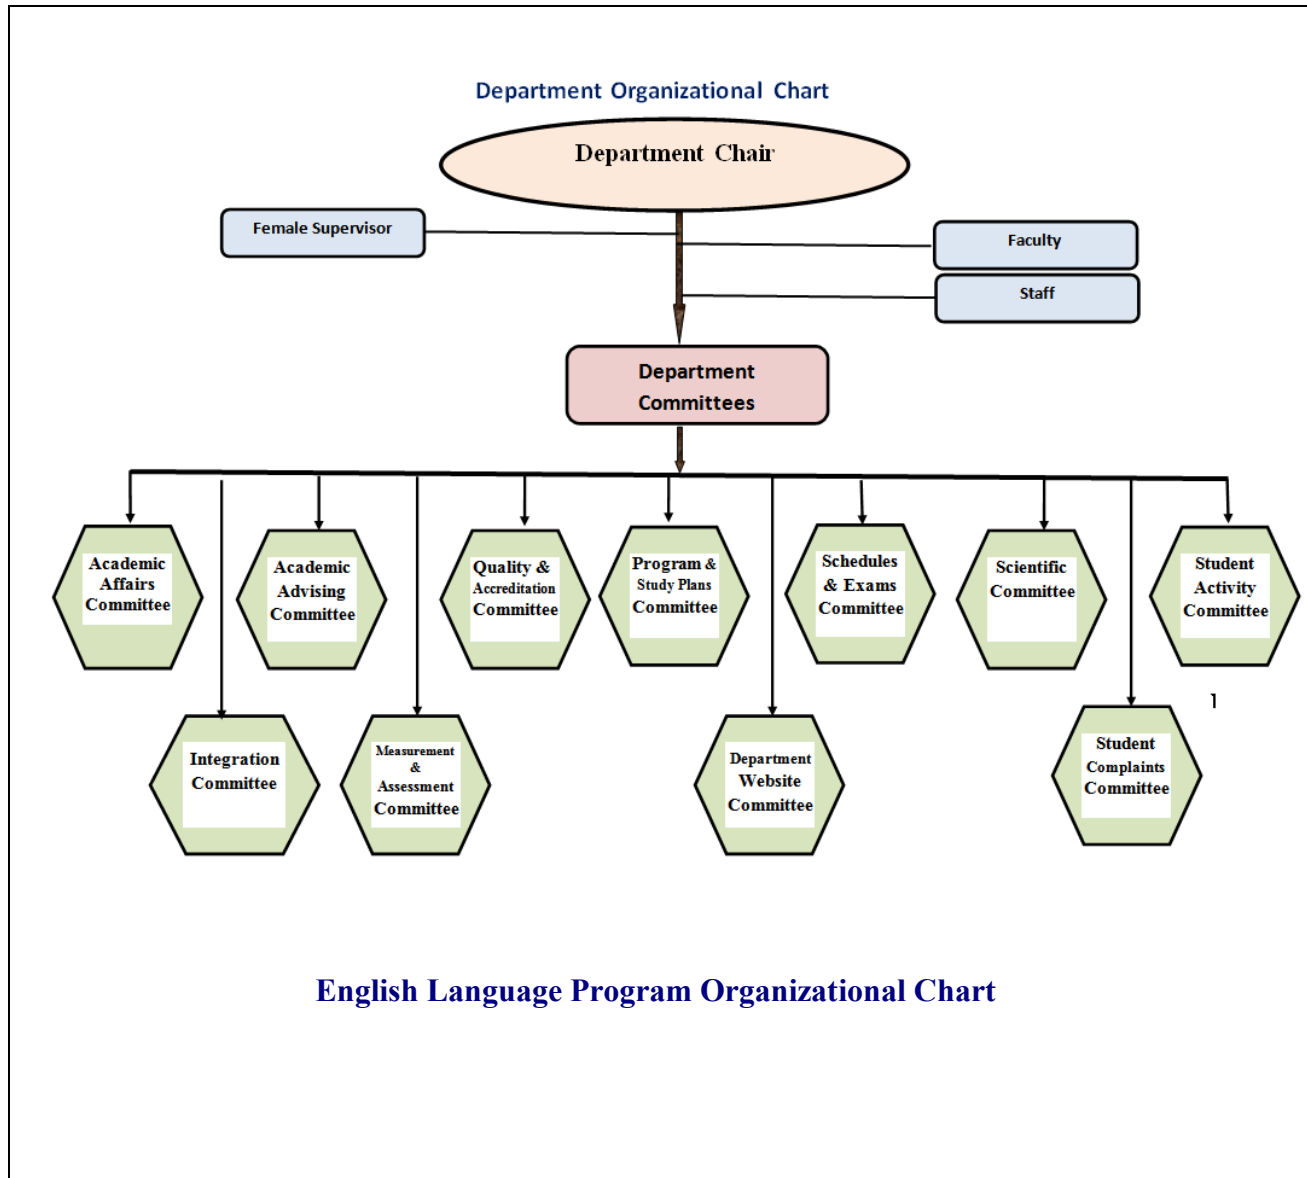 Department Organizational Chart
Department Chair
Female Supervisor
Faculty
Staff
Department
Committees
Academic
Affairs
Committee
Academic
Advising
Committee
Quality &
Accreditation
Committee
Program &
Study Plans
Committee
Schedules
& Exams
Committee
Scientific
Committee
Student
Activity
Committee
1
Integration
Committee
Measurement
&
Assessment
Committee
Department
Website
Committee
Student
Complaints
Committee
English Language Program Organizational Chart